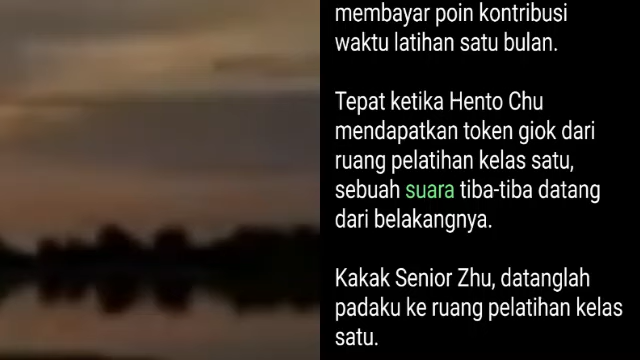 membayar poin kontribusi
waktu latihan satu bulan.
Tepat ketika Hento Chu
mendapatkan token giok dari
ruang pelatihan kelas satu,
sebuah suara tiba-tiba datang
dari belakangnya.
Kakak Senior Zhu, datanglah
padaku ke ruang pelatihan kelas
satu.